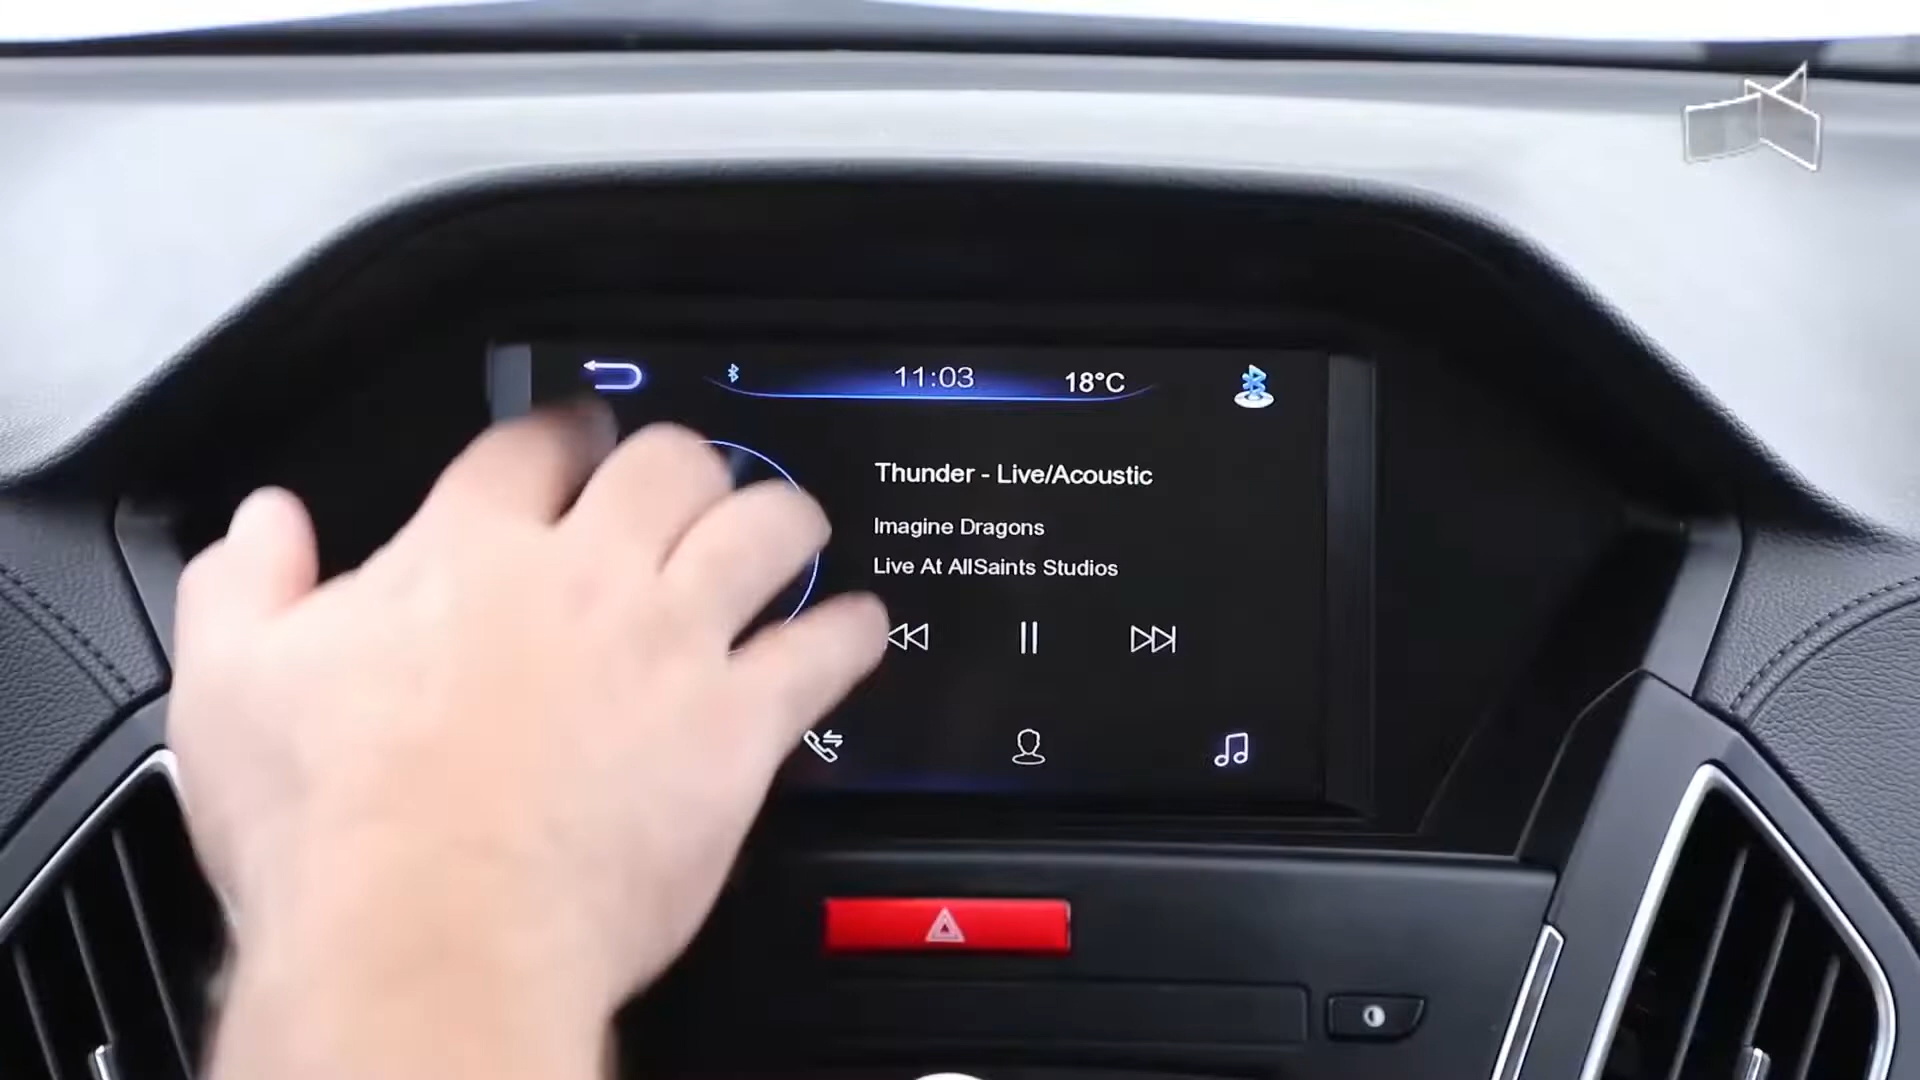 11:03
18°C
Thunder - Live/Acoustic
Imagine Dragons
Live At AllSaints Studios